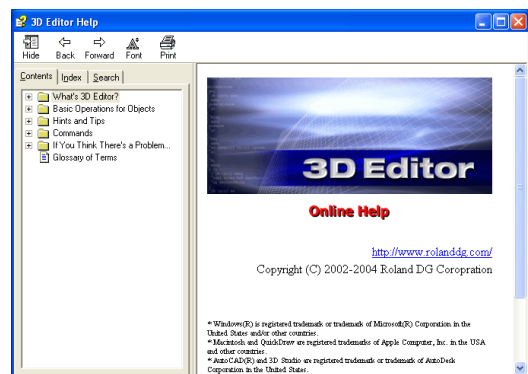 3D Editor Help
Hide Back Forward Font Print
Contents Index Search
What's 3D Editor?
Basic Operations for Objects
Hints and Tips
Commands
If You Think There's a Problem...
Glossary of Terms
3D Editor
Online Help
http://www.rolanddg.com/
Copyright (C) 2002-2004 Roland DG Coropration
* Windows(R) is registered trademark or trademark of Microsoft(R) Corporation in the
United States and/or other countries.
* Macintosh and QuickDraw are registered trademarks of Apple Computer, Inc. in the USA
and other countries.
* AutoCAD(R) and 3D Studio are registered trademark or trademark of AutoDesk
Corporation in the United States.